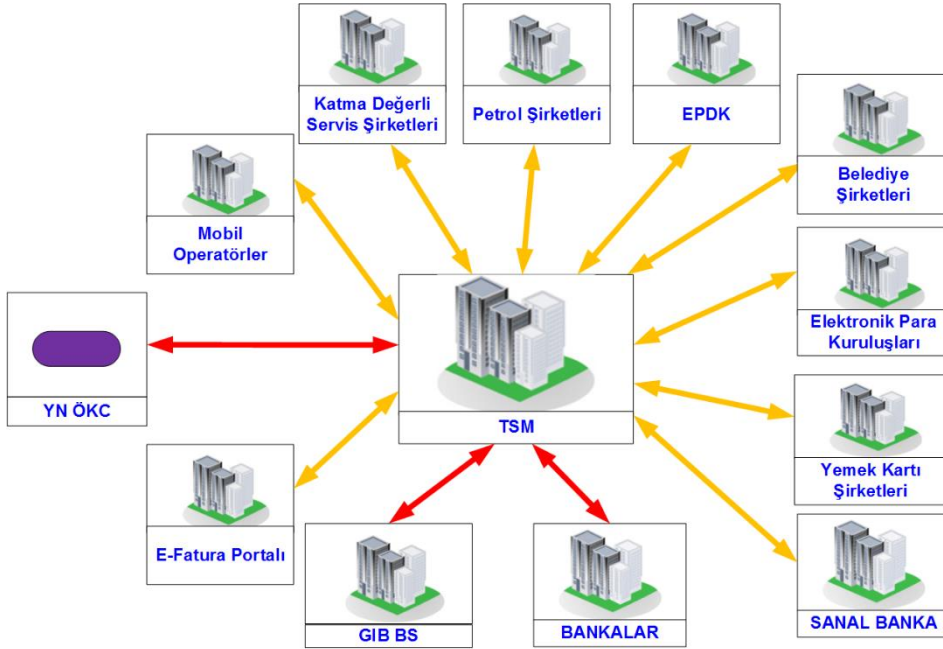 Katma Değerli
Servis Şirketleri
Petrol Şirketleri
EPDK
Belediye
Şirketleri
Mobil
Operatörler
Elektronik Para
Kuruluşları
YN ÖKC
TSM
Yemek Kartı
Şirketleri
E-Fatura Portalı
GIB BS
BANKALAR
SANAL BANKA